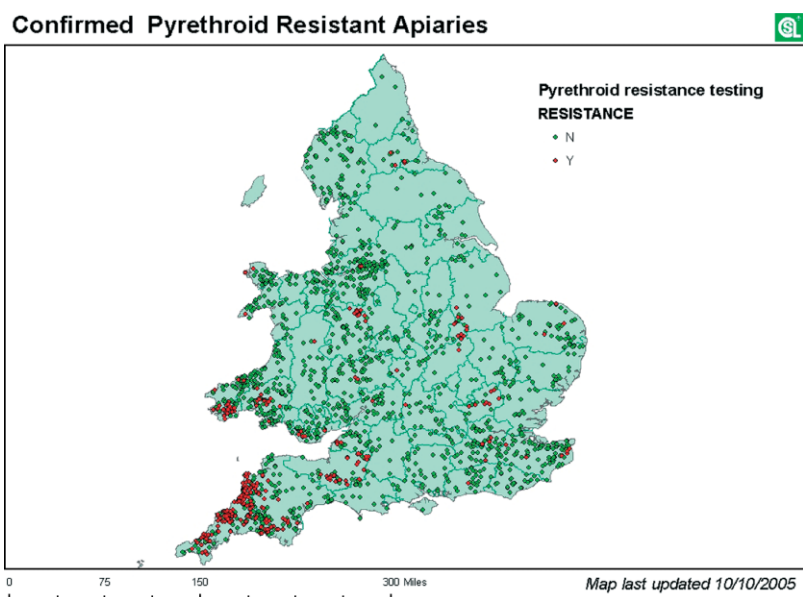 Confirmed Pyrethroid Resistant Apiaries
CSL
Pyrethroid resistance testing
RESISTANCE
N
Y
0 75 150 300 Miles
Map last updated 10/10/2005